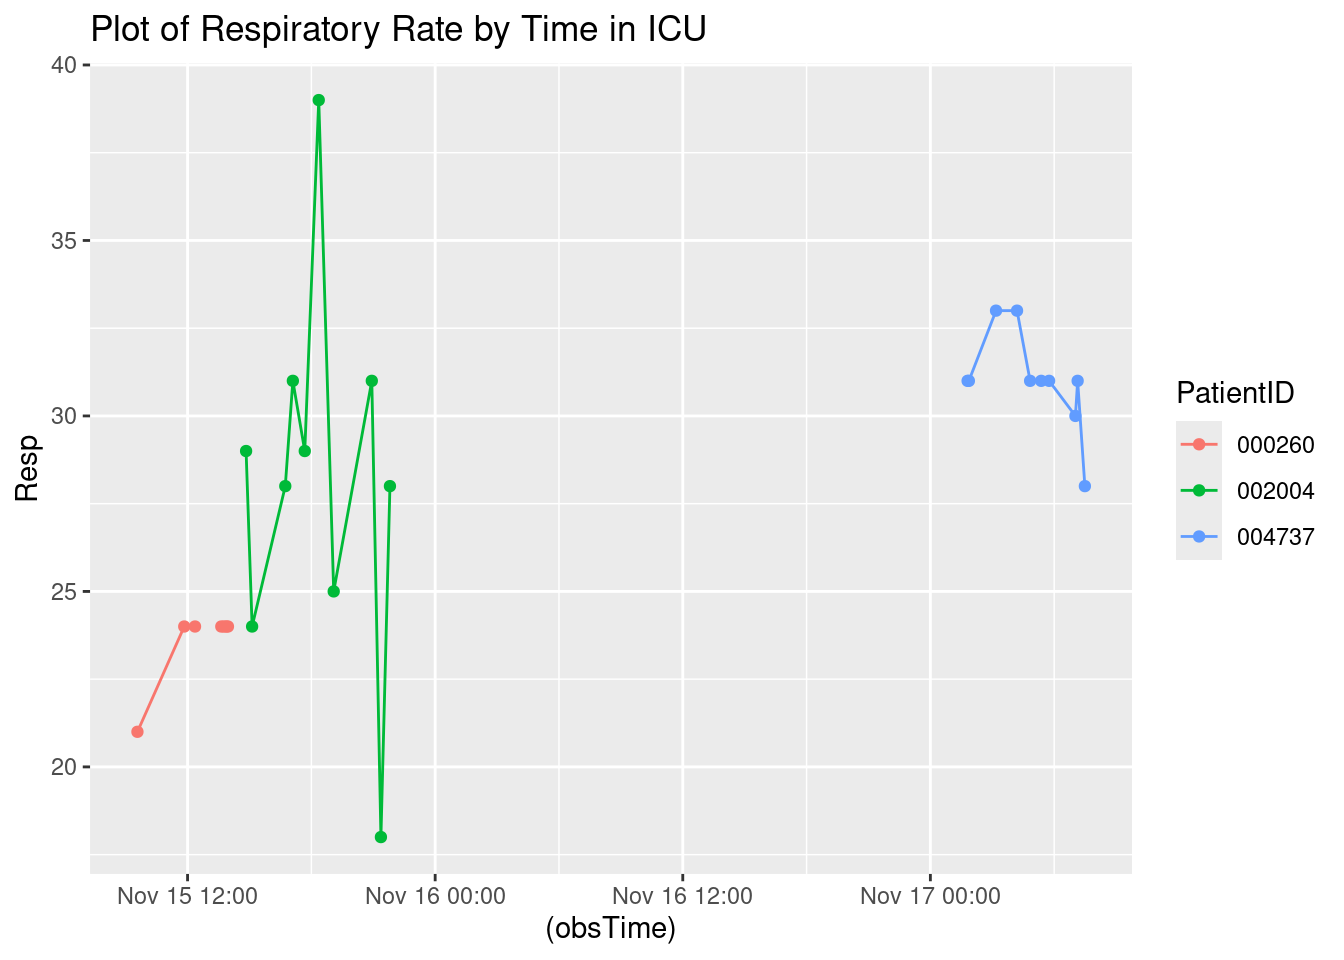 Plot of Respiratory Rate by Time in ICU
40
35
30
25
20
Resp
Nov 15 12:00
Nov 16 00:00
Nov 16 12:00
Nov 17 00:00
(obsTime)
PatientID
000260
002004
004737